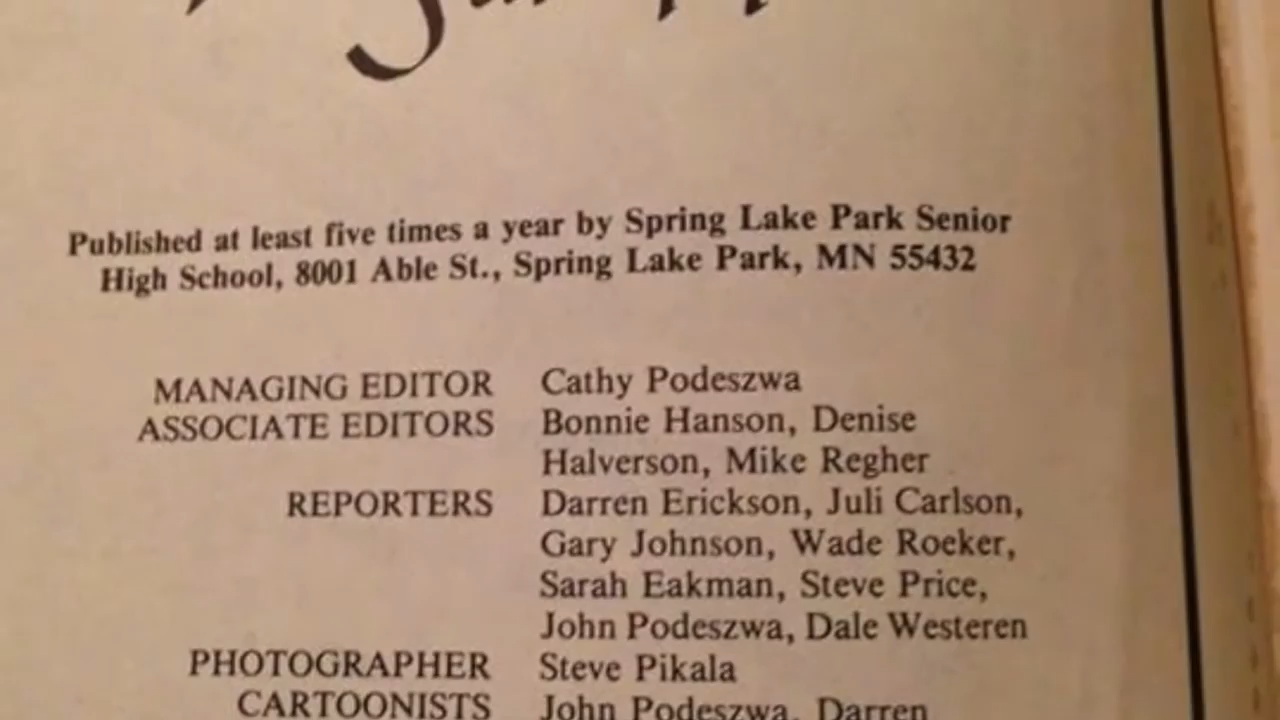 Published at least five times a year by Spring Lake Park Senior
High School, 8001 Able St., Spring Lake Park, MN 55432
MANAGING EDITOR Cathy Podeszwa
ASSOCIATE EDITORS Bonnie Hanson, Denise
Halverson, Mike Regher
REPORTERS Darren Erickson, Juli Carlson,
Gary Johnson, Wade Roeker,
Sarah Eakman, Steve Price,
John Podeszwa, Dale Westeren
PHOTOGRAPHER Steve Pikala
CARTOONISTS John Podeszwa, Darren